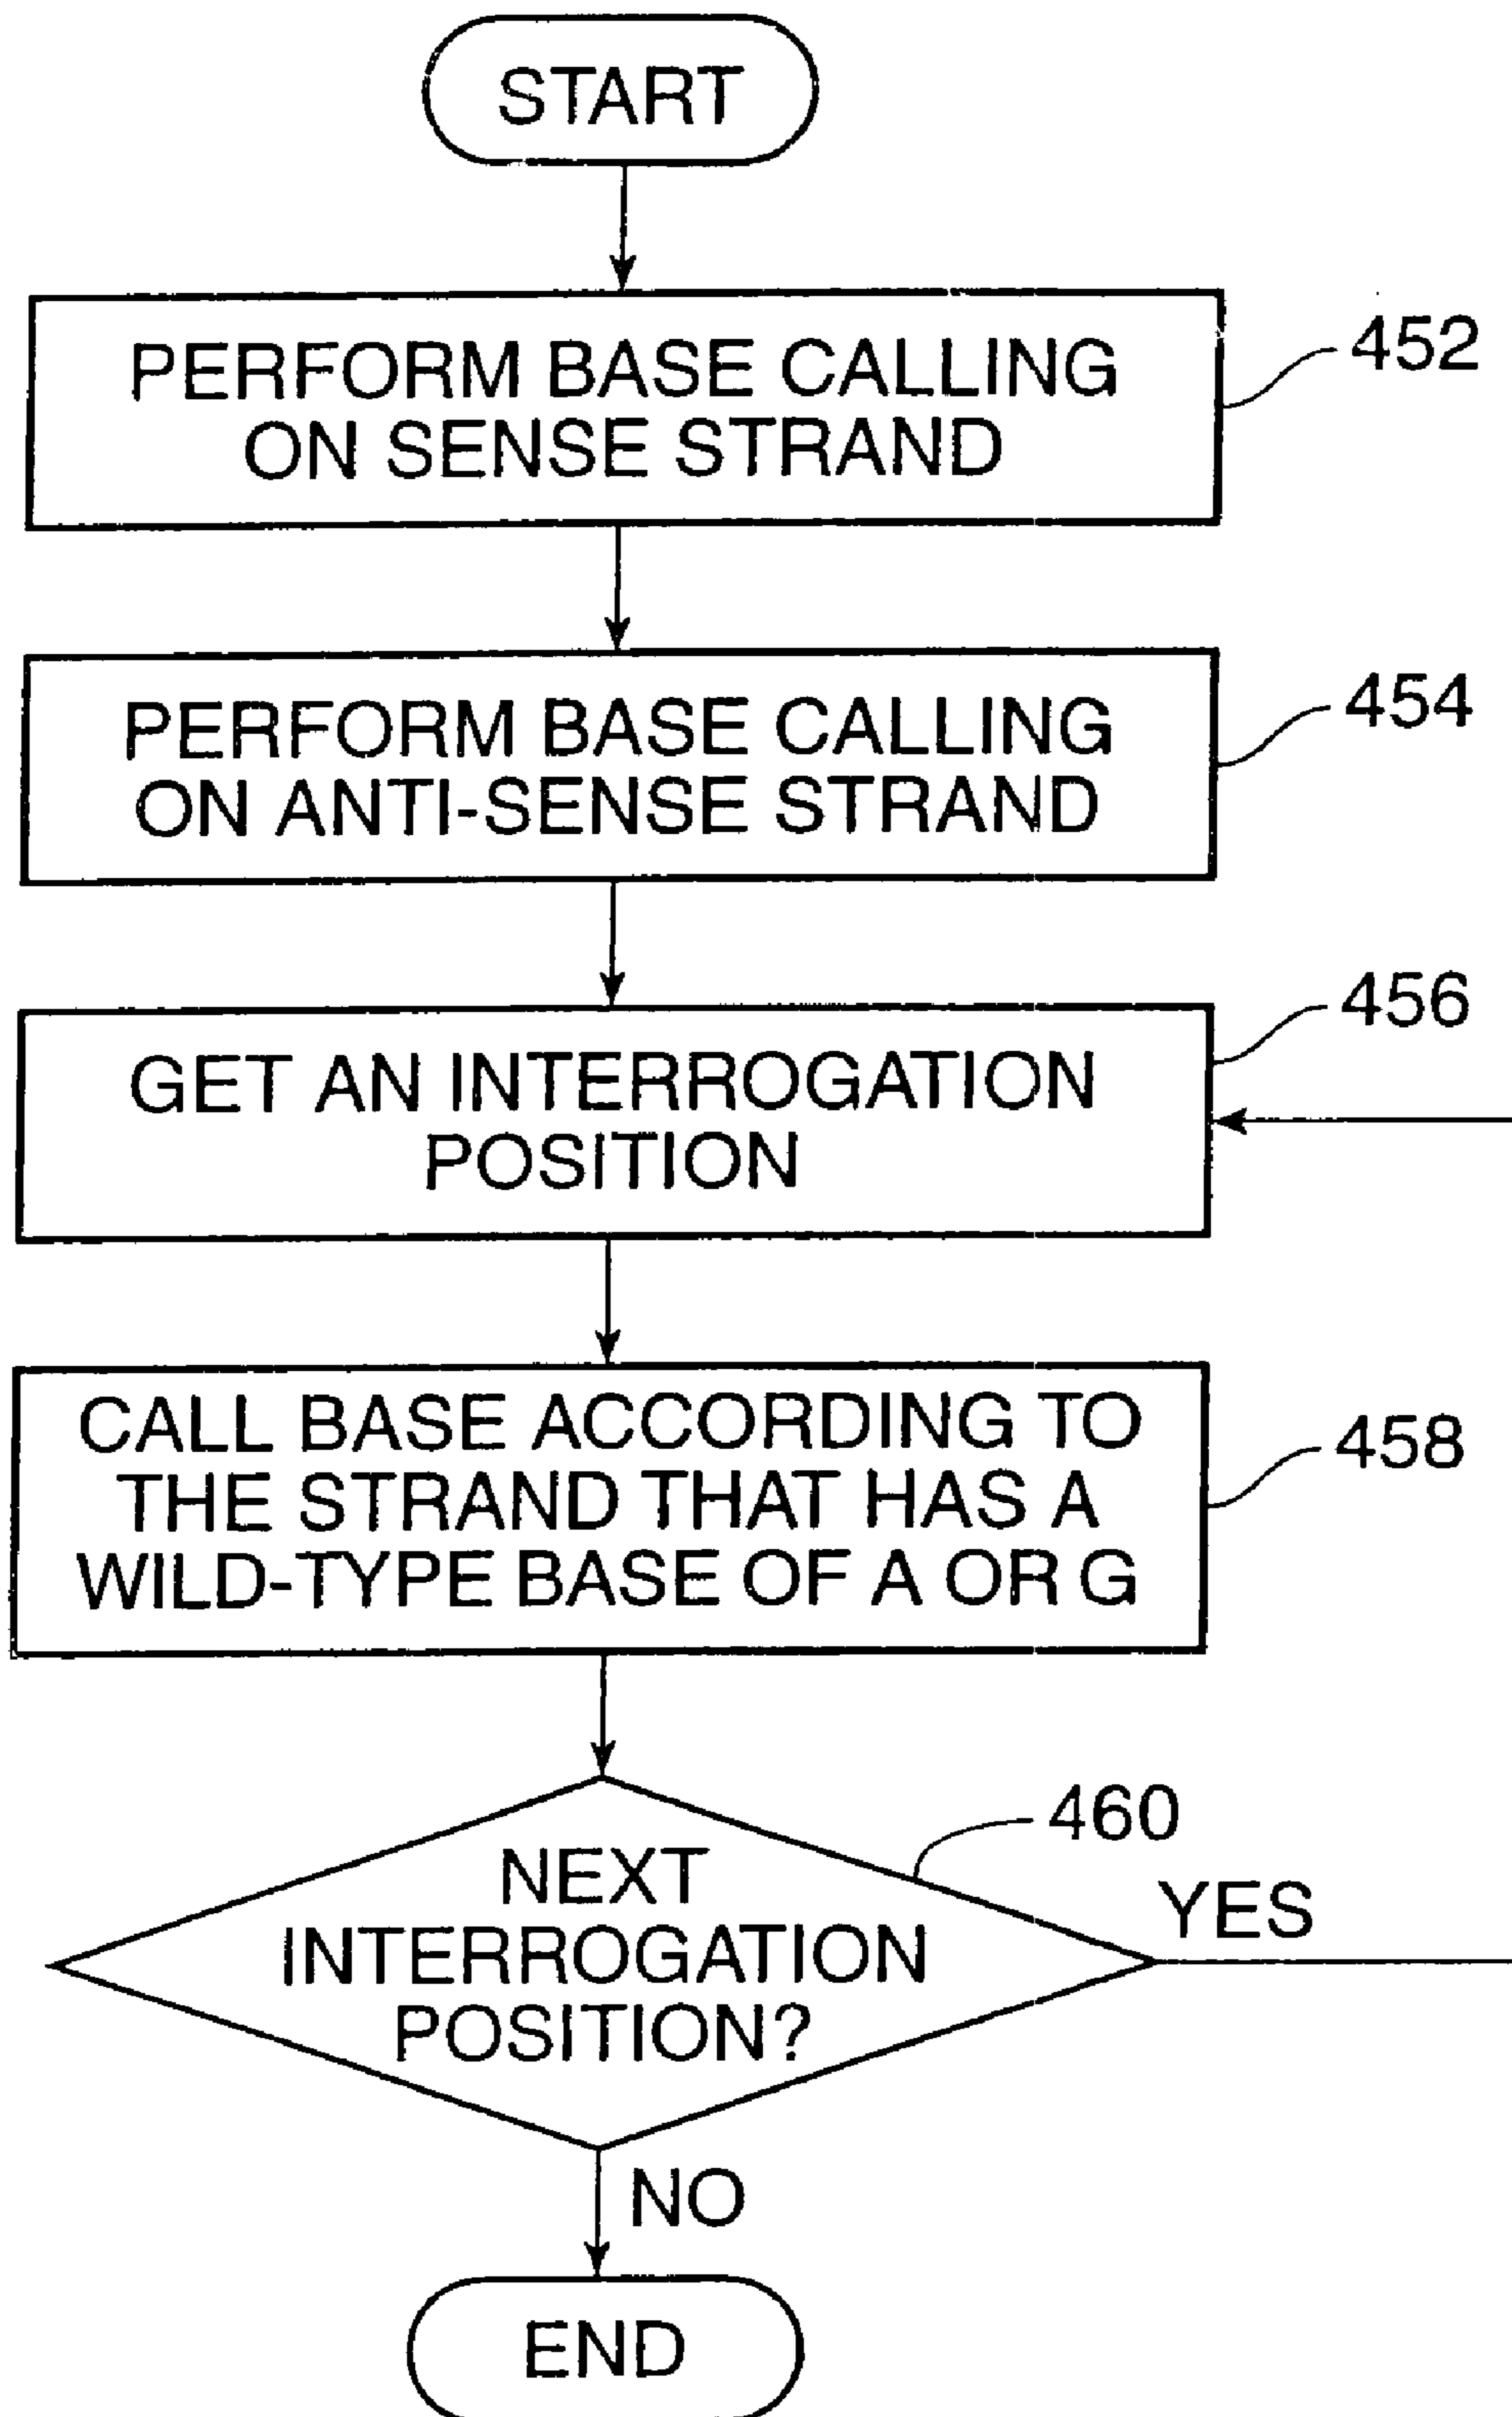 START
PERFORM BASE CALLING
ON SENSE STRAND
452
PERFORM BASE CALLING
ON ANTI-SENSE STRAND
454
GET AN INTERROGATION
POSITION
456
CALL BASE ACCORDING TO
THE STRAND THAT HAS A
WILD-TYPE BASE OF A OR G
458
NEXT
INTERROGATION
POSITION?
460
YES
NO
END